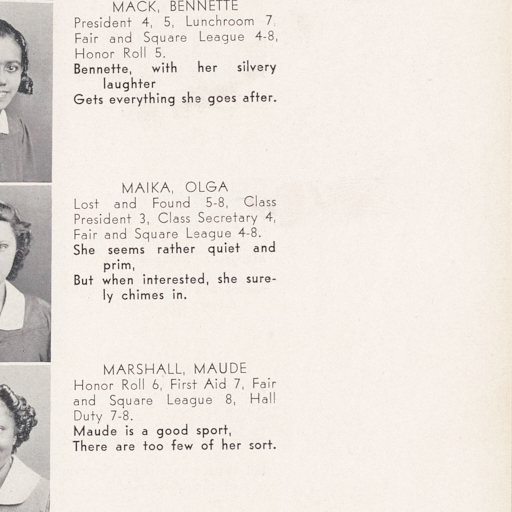 MACK, BENNETTE
President 4, 5, Lunchroom 7,
Fair and Square League 4-8,
Honor Roll 5.
Bennette, with her silvery
laughter
Gets everything she goes after.
MAIKA, OLGA
Lost and Found 5-8, Class
President 3, Class Secretary 4,
Fair and Square League 4-8.
She seems rather quiet and
prim,
But when interested, she sure-
ly chimes in.
MARSHALL, MAUDE
Honor Roll 6, First Aid 7, Fair
and Square League 8, Hall
Duty 7-8.
Maude is a good sport,
There are too few of her sort.